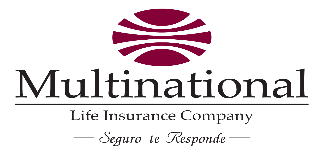 Multinational
Life Insurance Company
Seguro te Responde